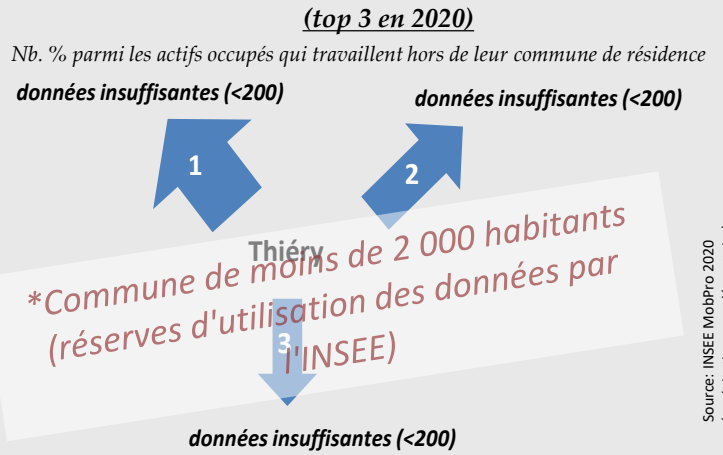 (top 3 en 2020)
Nb. % parmi les actifs occupés qui travaillent hors de leur commune de résidence
données insuffisantes (<200)
données insuffisantes (<200)
1
2
Thiéry
*Commune de moins de 2 000 habitants
(réserves d'utilisation des données par
l'INSEE)
3
données insuffisantes (<200)
Source: INSEE MobPro 2020